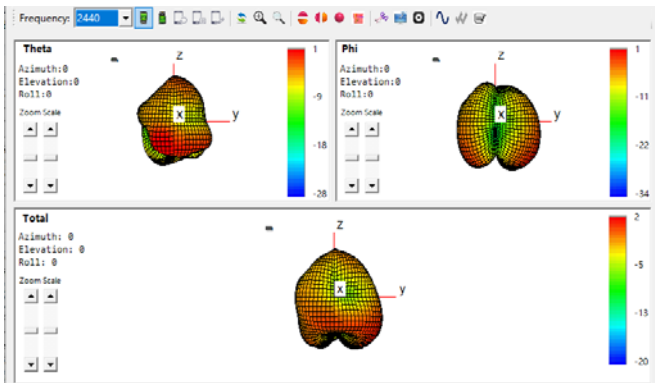 Frequency: 2440
Theta
Azimuth:0
Elevation:0
Roll:0
Zoom Scale
z
x
y
1
-9
-18
-28
Phi
Azimuth:0
Elevation:0
Roll:0
Zoom Scale
z
x
y
1
-11
-22
-34
Total
Azimuth: 0
Elevation: 0
Roll: 0
Zoom Scale
z
x
y
2
-5
-13
-20